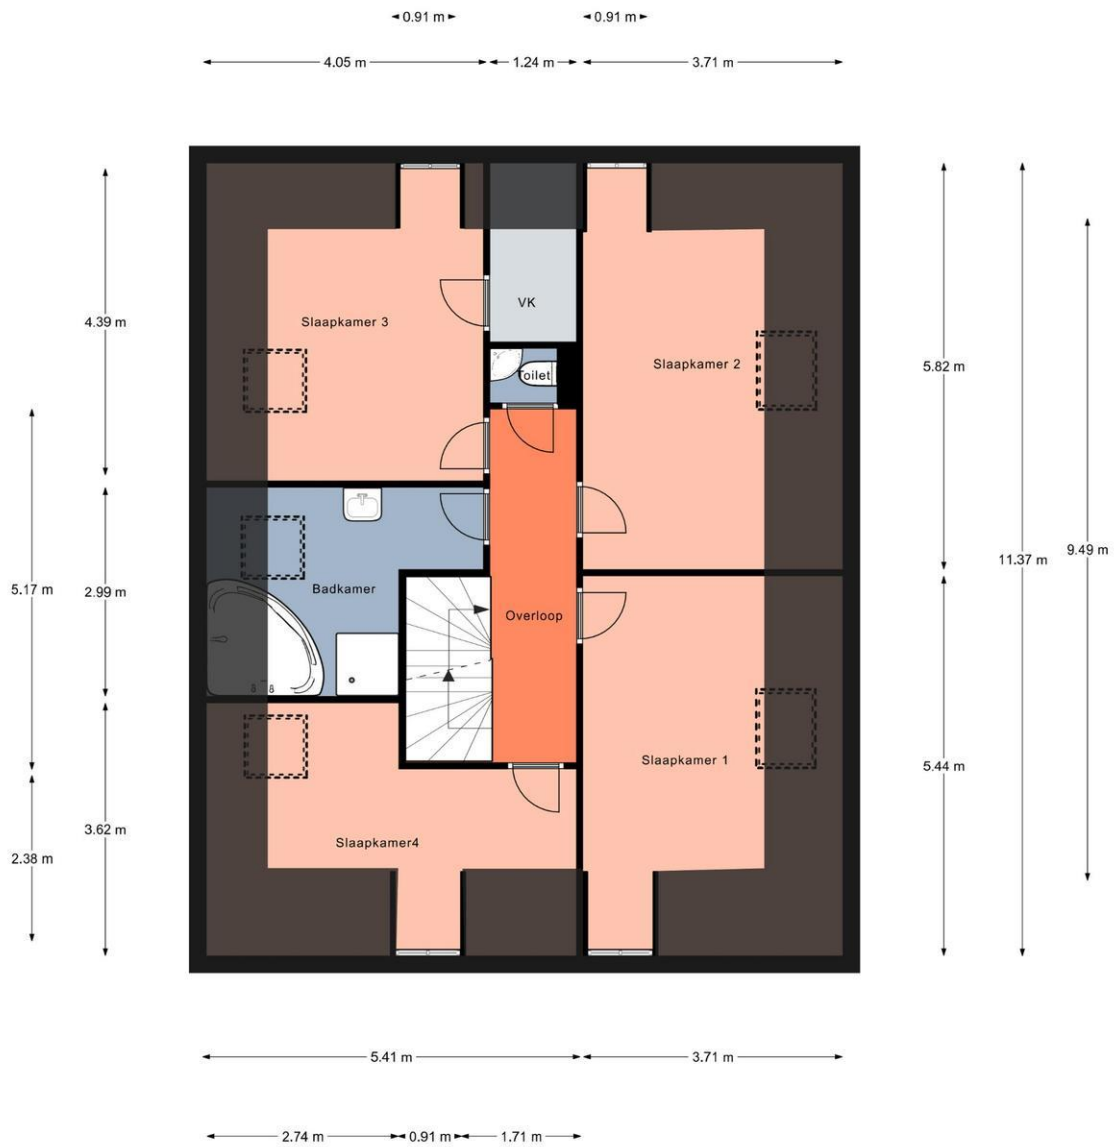 0.91 m 0.91 m
4.05 m 1.24 m 3.71 m
VK
Slaapkamer 3
4.39 m
Slaapkamer 2
5.82 m
Toilet
9.49 m
11.37 m
5.17 m
2.99 m
Badkamer
Overloop
Slaapkamer 1
5.44 m
3.62 m
Slaapkamer4
2.38 m
5.41 m 3.71 m
2.74 m 0.91 m 1.71 m